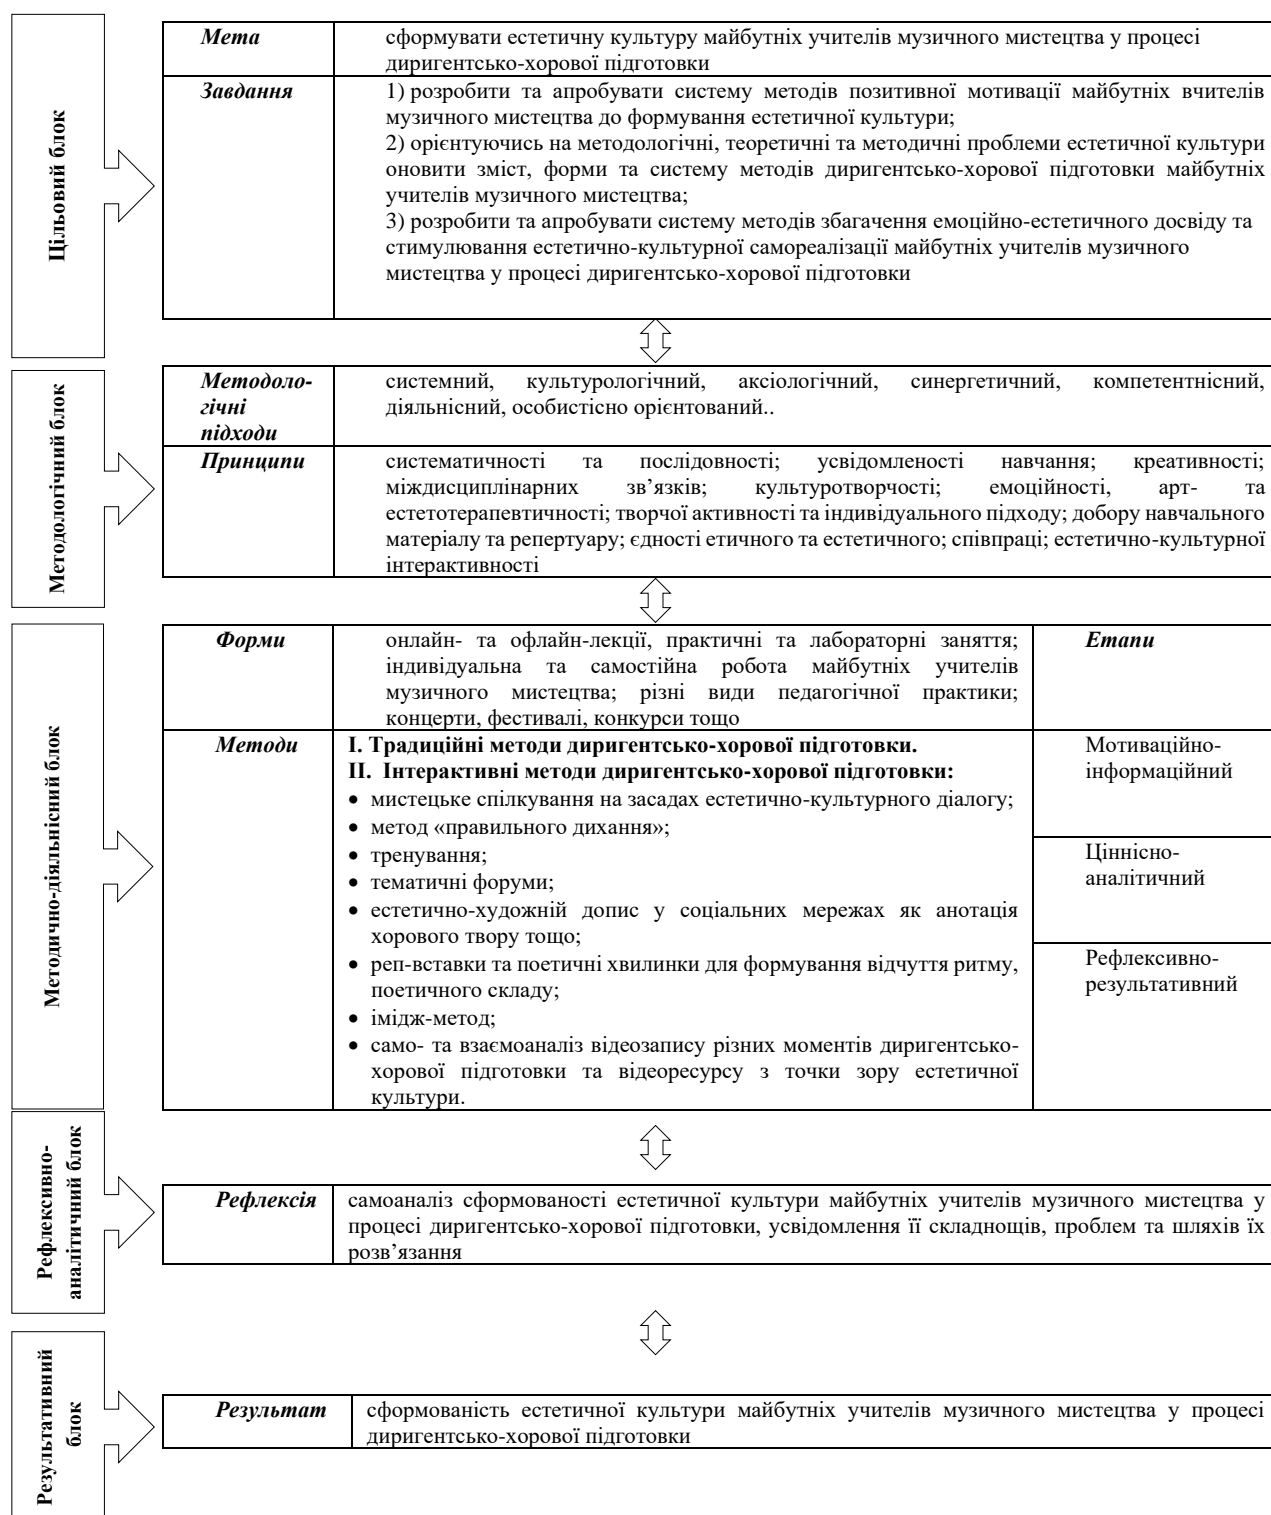 Цільовий блок
Мета
сформувати естетичну культуру майбутніх учителів музичного мистецтва у процесі
диригентсько-хорової підготовки
Завдання
1) розробити та апробувати систему методів позитивної мотивації майбутніх вчителів
музичного мистецтва до формування естетичної культури;
2) орієнтуючись на методологічні, теоретичні та методичні проблеми естетичної культури
оновити зміст, форми та систему методів диригентсько-хорової підготовки майбутніх
учителів музичного мистецтва;
3) розробити та апробувати систему методів збагачення емоційно-естетичного досвіду та
стимулювання естетично-культурної самореалізації майбутніх учителів музичного
мистецтва у процесі диригентсько-хорової підготовки
Методологічний блок
Методоло-
гічні
підходи
системний, культурологічний, аксіологічний, синергетичний, компетентнісний,
діяльнісний, особистісно орієнтований..
Принципи
систематичності та послідовності; усвідомленості навчання; креативності;
міждисциплінарних зв’язків; культуротворчості; емоційності, арт- та
естетотерапевтичності; творчої активності та індивідуального підходу; добору навчального
матеріалу та репертуару; єдності етичного та естетичного; співпраці; естетично-культурної
інтерактивності
Методично-діяльнісний блок
Форми
онлайн- та офлайн-лекції, практичні та лабораторні заняття;
індивідуальна та самостійна робота майбутніх учителів
музичного мистецтва; різні види педагогічної практики;
концерти, фестивалі, конкурси тощо
Етапи
Методи
I. Традиційні методи диригентсько-хорової підготовки.
II. Інтерактивні методи диригентсько-хорової підготовки:
• мистецьке спілкування на засадах естетично-культурного діалогу;
• метод «правильного дихання»;
• тренування;
• тематичні форуми;
• естетично-художній допис у соціальних мережах як анотація
хорового твору тощо;
• реп-вставки та поетичні хвилинки для формування відчуття ритму,
поетичного складу;
• імідж-метод;
• само- та взаємоаналіз відеозапису різних моментів диригентсько-
хорової підготовки та відеоресурсу з точки зору естетичної
культури.
Мотиваційно-
інформаційний
Ціннісно-
аналітичний
Рефлексивно-
результативний
Рефлексивно-
аналітичний блок
Рефлексія
самоаналіз сформованості естетичної культури майбутніх учителів музичного мистецтва у
процесі диригентсько-хорової підготовки, усвідомлення її складнощів, проблем та шляхів їх
розв’язання
Результативний
блок
Результат
сформованість естетичної культури майбутніх учителів музичного мистецтва у процесі
диригентсько-хорової підготовки